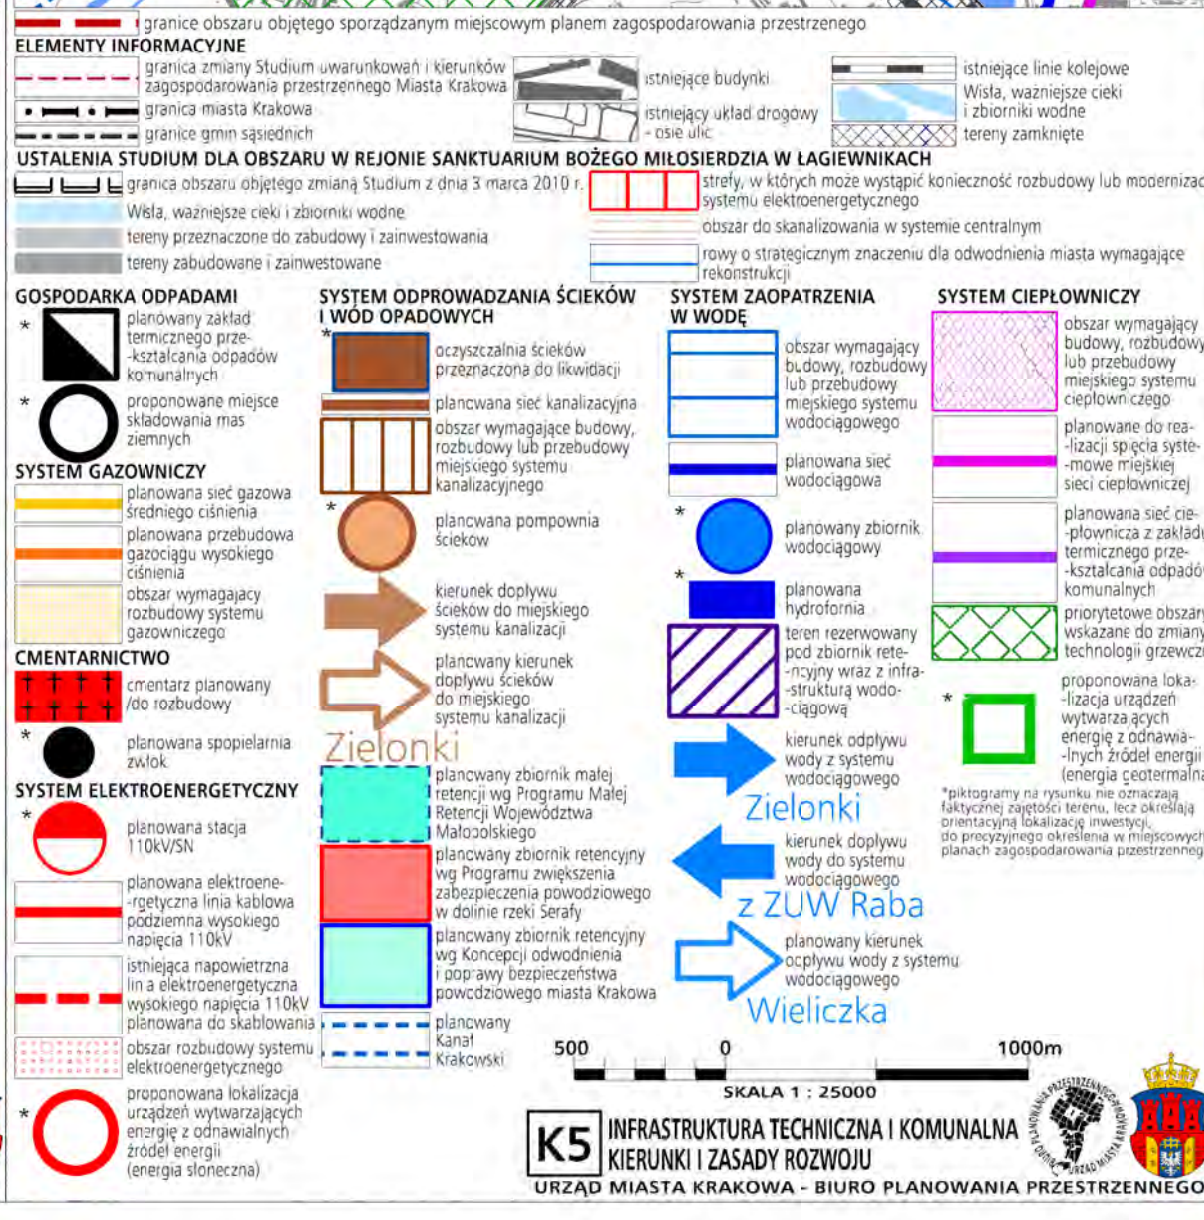 granice obszaru objętego sporządzanym miejscowym planem zagospodarowania przestrzenego
ELEMENTY INFORMACYJNE
granica zmiany Studium uwarunkowań i kierunków
zagospodarowania przestrzennego Miasta Krakowa
granica miasta Krakowa
granice gmin sąsiednich
istniejące budynki
istniejący układ drogowy
- osie ulic
istniejące linie kolejowe
Wisła, ważniejsze cieki
i zbiorniki wodne
tereny zamknięte
USTALENIA STUDIUM DLA OBSZARU W REJONIE SANKTUARIUM BOŻEGO MIŁOSIERDZIA W ŁAGIEWNIKACH
granica obszaru objętego zmianą Studium z dnia 3 marca 2010 r.
Wisła, ważniejsze cieki i zbiorniki wodne
tereny przeznaczone do zabudowy i zainwestowania
tereny zabudowane i zainwestowane
strefy, w których może wystąpić konieczność rozbudowy lub modernizac
systemu elektroenergetycznego
obszar do skanalizowania w systemie centralnym
rowy o strategicznym znaczeniu dla odwodnienia miasta wymagające
rekonstrukcji
GOSPODARKA ODPADAMI
*
planowany zakład
termicznego prze-
-kształcania odpadów
komunalnych
*
proponowane miejsce
składowania mas
ziemnych
SYSTEM GAZOWNICZY
planowana sieć gazowa
średniego ciśnienia
planowana przebudowa
gazociągu wysokiego
ciśnienia
obszar wymagający
rozbudowy systemu
gazowniczego
CMENTARNICTWO
cmentarz planowany
/do rozbudowy
*
planowana spopielarnia
zwłok
SYSTEM ELEKTROENERGETYCZNY
*
planowana stacja
110kV/SN
planowana elektroene-
-rgetyczna linia kablowa
podziemna wysokiego
napięcia 110kV
istniejąca napowietrzna
linia elektroenergetyczna
wysokiego napięcia 110kV
planowana do skablowania
obszar rozbudowy systemu
elektroenergetycznego
*
proponowana lokalizacja
urządzeń wytwarzających
energię z odnawialnych
źródeł energii
(energia słoneczna)
SYSTEM ODPROWADZANIA ŚCIEKÓW
I WÓD OPADOWYCH
*
oczyszczalnia ścieków
przeznaczona do likwidacji
planowana sieć kanalizacyjna
obszar wymagające budowy,
rozbudowy lub przebudowy
miejskiego systemu
kanalizacyjnego
*
planowana pompownia
ścieków
kierunek dopływu
ścieków do miejskiego
systemu kanalizacji
planowany kierunek
dopływu ścieków
do miejskiego
systemu kanalizacji
Zielonki
planowany zbiornik małej
retencji wg Programu Małej
Retencji Województwa
Małopolskiego
planowany zbiornik retencyjny
wg Programu zwiększenia
zabezpieczenia powodziowego
w dolinie rzeki Serafy
planowany zbiornik retencyjny
wg Koncepcji odwodnienia
i poprawy bezpieczeństwa
powodziowego miasta Krakowa
planowany
Kanał
Krakowski
SYSTEM ZAOPATRZENIA
W WODĘ
obszar wymagający
budowy, rozbudowy
lub przebudowy
miejskiego systemu
wodociągowego
planowana sieć
wodociągowa
*
planowany zbiornik
wodociągowy
*
planowana
hydrofornia
teren rezerwowany
pod zbiornik rete-
-ncyjny wraz z infra-
-strukturą wodo-
-ciągową
kierunek odpływu
wody z systemu
wodociągowego
Zielonki
kierunek dopływu
wody do systemu
wodociągowego
z ZUW Raba
planowany kierunek
odpływu wody z systemu
wodociągowego
Wieliczka
SYSTEM CIEPŁOWNICZY
obszar wymagający
budowy, rozbudowy
lub przebudowy
miejskiego systemu
ciepłowniczego
planowane do rea-
-lizacji spięcia syste-
-mowe miejskiej
sieci ciepłowniczej
planowana sieć cie-
-płownicza z zakładu
termicznego prze-
-kształcania odpadów
komunalnych
priorytetowe obszary
wskazane do zmiany
technologii grzewcz
*
proponowana loka-
-lizacja urządzeń
wytwarzających
energię z odnawia-
-lnych źródeł energii
(energia geotermalna
*piktogramy na rysunku nie oznaczają
faktycznej zajętości terenu, lecz określają
orientacyjną lokalizację inwestycji,
do precyzyjnego określenia w miejscowych
planach zagospodarowania przestrzenneg
500 0 1000m
SKALA 1 : 25000
K5
INFRASTRUKTURA TECHNICZNA I KOMUNALNA
KIERUNKI I ZASADY ROZWOJU
BIURO PLANOWANIA PRZESTRZENNEGO
URZĄD MIASTA KRAKOWA
URZĄD MIASTA KRAKOWA - BIURO PLANOWANIA PRZESTRZENNEGO